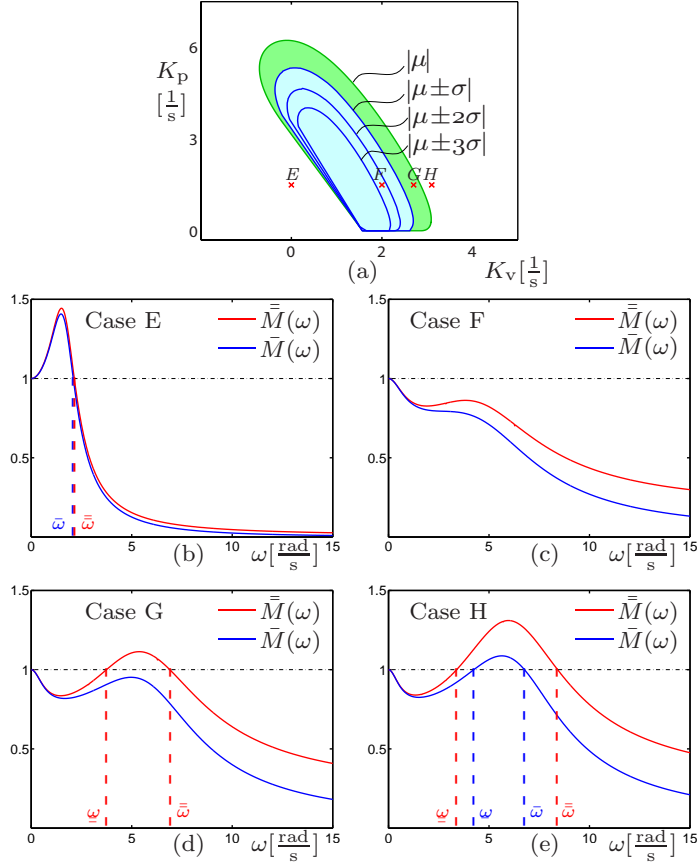 K_p
[1/s]
6
3
0
|μ|
|μ±σ|
|μ±2σ|
|μ±3σ|
E F G H
0 2 4
(a) K_v[1/s]
1.5
1
0.5
Case E
M̿(ω)
M̄(ω)
ω̄ ω̿
0 5 10 15
(b) ω[rad/s]
1.5
1
0.5
Case F
M̿(ω)
M̄(ω)
0 5 10 15
(c) ω[rad/s]
1.5
1
0.5
Case G
M̿(ω)
M̄(ω)
ω̳ ω̿
0 5 10 15
(d) ω[rad/s]
1.5
1
0.5
Case H
M̿(ω)
M̄(ω)
ω̳ ω̲ ω̄ ω̿
0 5 10 15
(e) ω[rad/s]